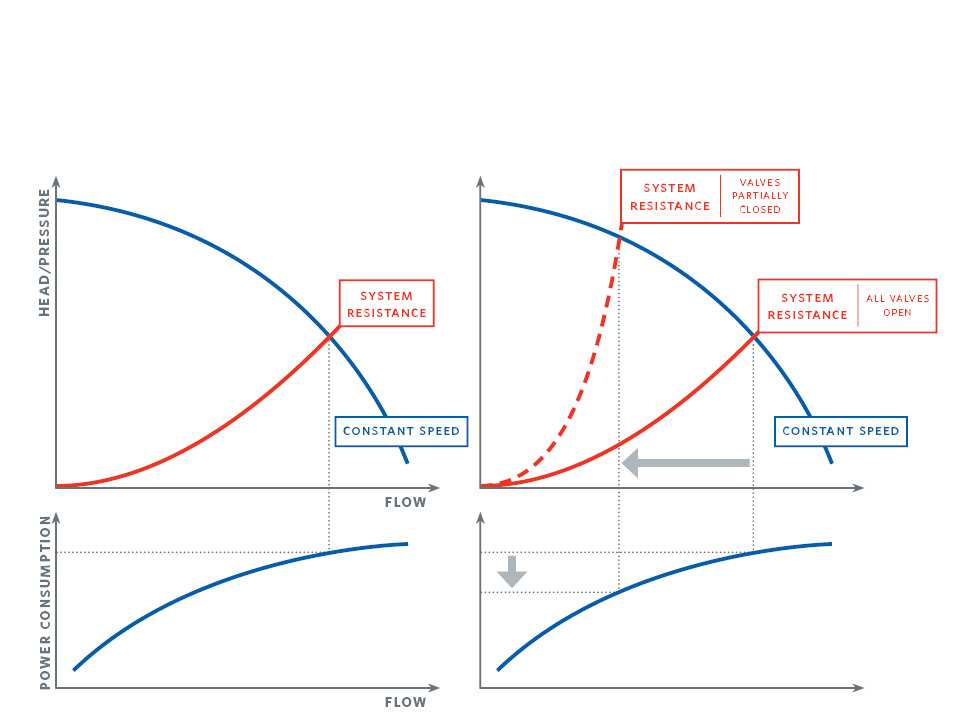 HEAD/PRESSURE
SYSTEM
RESISTANCE
CONSTANT SPEED
FLOW
SYSTEM
RESISTANCE
VALVES
PARTIALLY
CLOSED
SYSTEM
RESISTANCE
ALL VALVES
OPEN
CONSTANT SPEED
POWER CONSUMPTION
FLOW